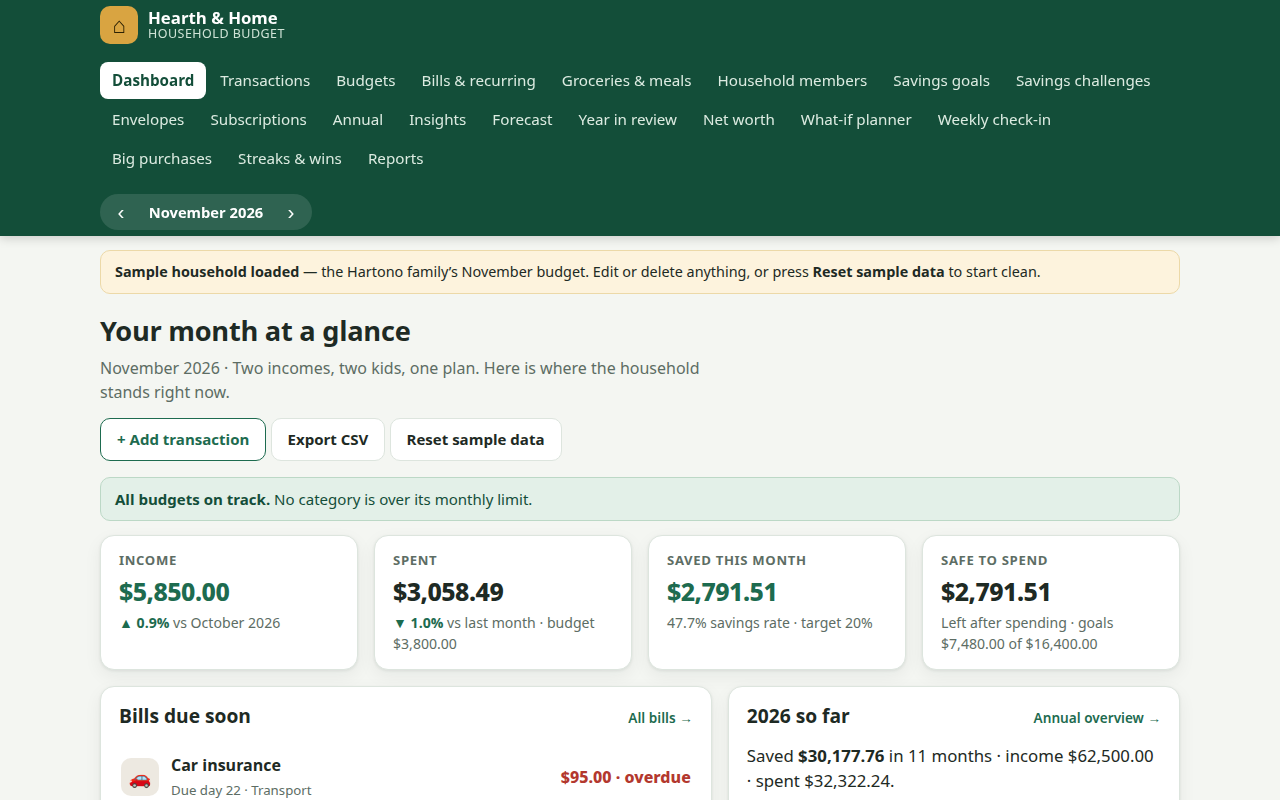 ⌂
Hearth & Home
HOUSEHOLD BUDGET
Dashboard Transactions Budgets Bills & recurring Groceries & meals Household members Savings goals Savings challenges
Envelopes Subscriptions Annual Insights Forecast Year in review Net worth What-if planner Weekly check-in
Big purchases Streaks & wins Reports
‹ November 2026 ›
Sample household loaded — the Hartono family's November budget. Edit or delete anything, or press Reset sample data to start clean.
Your month at a glance
November 2026 · Two incomes, two kids, one plan. Here is where the household
stands right now.
+ Add transaction Export CSV Reset sample data
All budgets on track. No category is over its monthly limit.
INCOME
$5,850.00
▲ 0.9% vs October 2026
SPENT
$3,058.49
▼ 1.0% vs last month · budget
$3,800.00
SAVED THIS MONTH
$2,791.51
47.7% savings rate · target 20%
SAFE TO SPEND
$2,791.51
Left after spending · goals
$7,480.00 of $16,400.00
Bills due soon
All bills →
Car insurance
Due day 22 · Transport
$95.00 · overdue
2026 so far
Annual overview →
Saved $30,177.76 in 11 months · income $62,500.00
· spent $32,322.24.